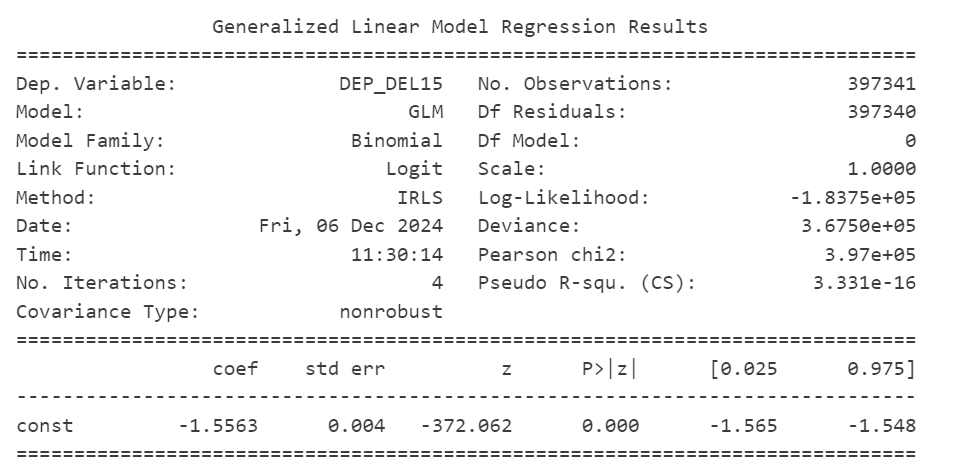 Generalized Linear Model Regression Results
==============================================================================
Dep. Variable:               DEP_DEL15   No. Observations:               397341
Model:                             GLM   Df Residuals:                   397340
Model Family:                 Binomial   Df Model:                            0
Link Function:                   Logit   Scale:                          1.0000
Method:                           IRLS   Log-Likelihood:            -1.8375e+05
Date:                 Fri, 06 Dec 2024   Deviance:                   3.6750e+05
Time:                         11:30:14   Pearson chi2:                 3.97e+05
No. Iterations:                      4   Pseudo R-squ. (CS):          3.331e-16
Covariance Type:             nonrobust
==============================================================================
                 coef    std err          z      P>|z|      [0.025      0.975]
------------------------------------------------------------------------------
const         -1.5563      0.004   -372.062      0.000      -1.565      -1.548
==============================================================================